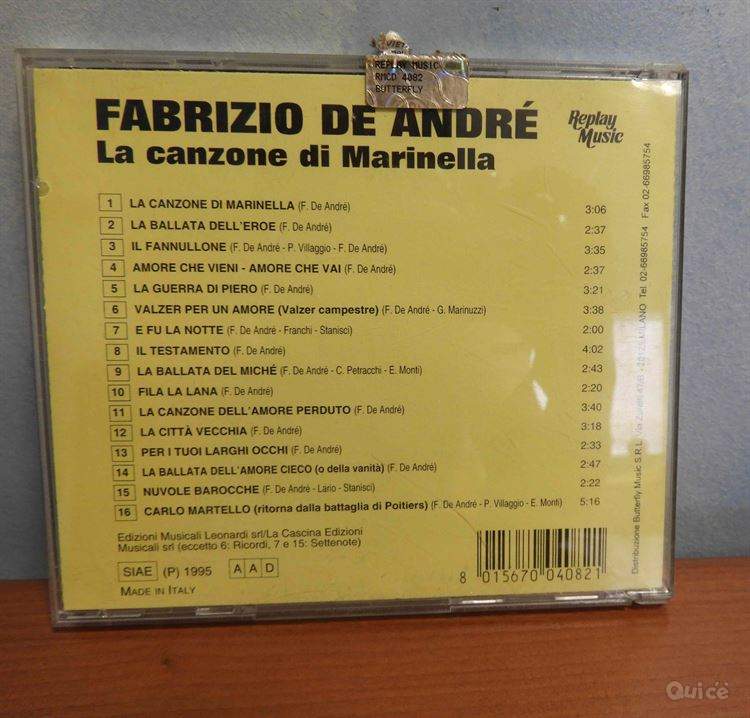 VIET
REPLAY MUSIC
RMCD 4082
BUTTERFLY
FABRIZIO DE ANDRÉ
La canzone di Marinella
Replay
Music
1 LA CANZONE DI MARINELLA (F. De André) 3:06
2 LA BALLATA DELL'EROE (F. De André) 2:37
3 IL FANNULLONE (F. De André - P. Villaggio - F. De André) 3:35
4 AMORE CHE VIENI - AMORE CHE VAI (F. De André) 2:37
5 LA GUERRA DI PIERO (F. De André) 3:21
6 VALZER PER UN AMORE (Valzer campestre) (F. De André - G. Marinuzzi) 3:38
7 E FU LA NOTTE (F. De André - Franchi - Stanisci) 2:00
8 IL TESTAMENTO (F. De André) 4:02
9 LA BALLATA DEL MICHÉ (F. De André - C. Petracchi - E. Monti) 2:43
10 FILA LA LANA (F. De André) 2:20
11 LA CANZONE DELL'AMORE PERDUTO (F. De André) 3:40
12 LA CITTÀ VECCHIA (F. De André) 3:18
13 PER I TUOI LARGHI OCCHI (F. De André) 2:33
14 LA BALLATA DELL'AMORE CIECO (o della vanità) (F. De André) 2:47
15 NUVOLE BAROCCHE (F. De André - Lario - Stanisci) 2:22
16 CARLO MARTELLO (ritorna dalla battaglia di Poitiers) (F. De André - P. Villaggio - E. Monti) 5:16
Edizioni Musicali Leonardi srl/La Cascina Edizioni
Musicali srl (eccetto 6: Ricordi, 7 e 15: Settenote)
SIAE (P) 1995 A A D
MADE IN ITALY
8 015670 040821
Distribuzione Butterfly Music S.R.L. Via MILANO Tel. 02-66985754 Fax 02-66985754
Quicè